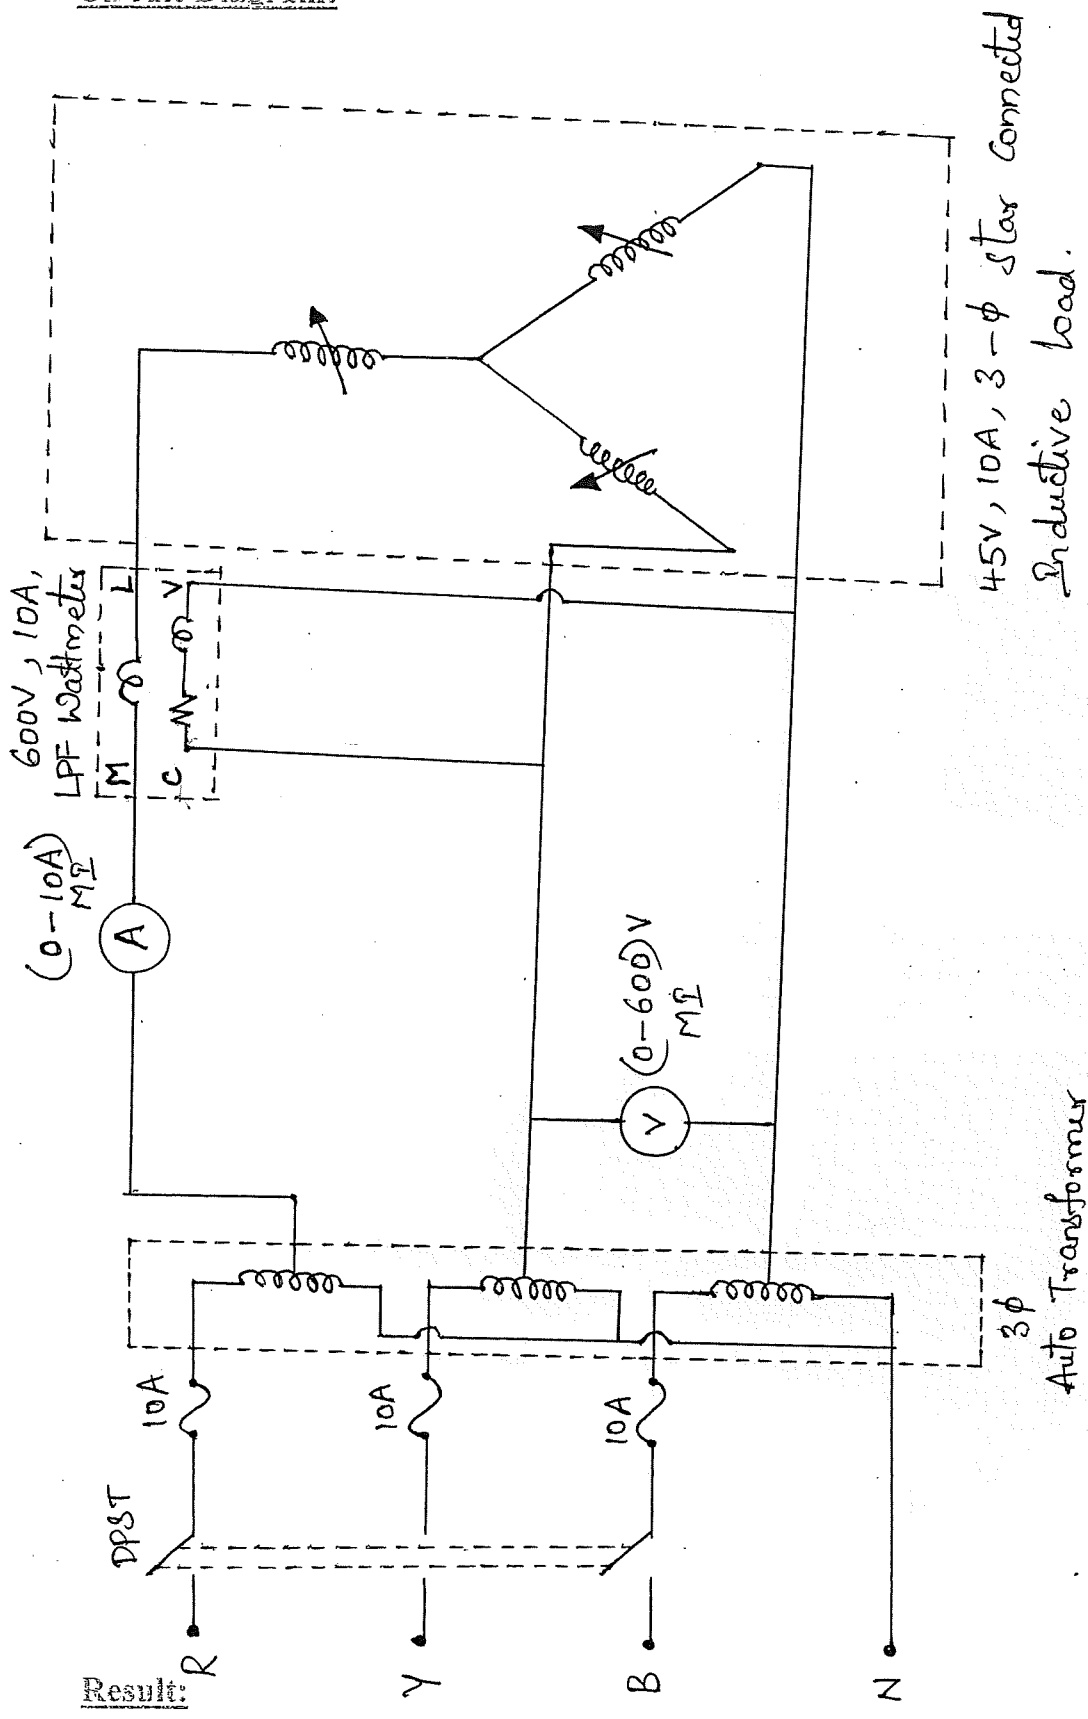 Circuit Diagram:
600V, 10A,
LPF Wattmeter
M
L
C
V
(0-10A)
MI
A
(0-600)V
MI
V
45V, 10A, 3-ϕ star connected
Inductive Load.
3ϕ
Auto Transformer
DPST
10A
10A
10A
R
Y
B
N
Result: